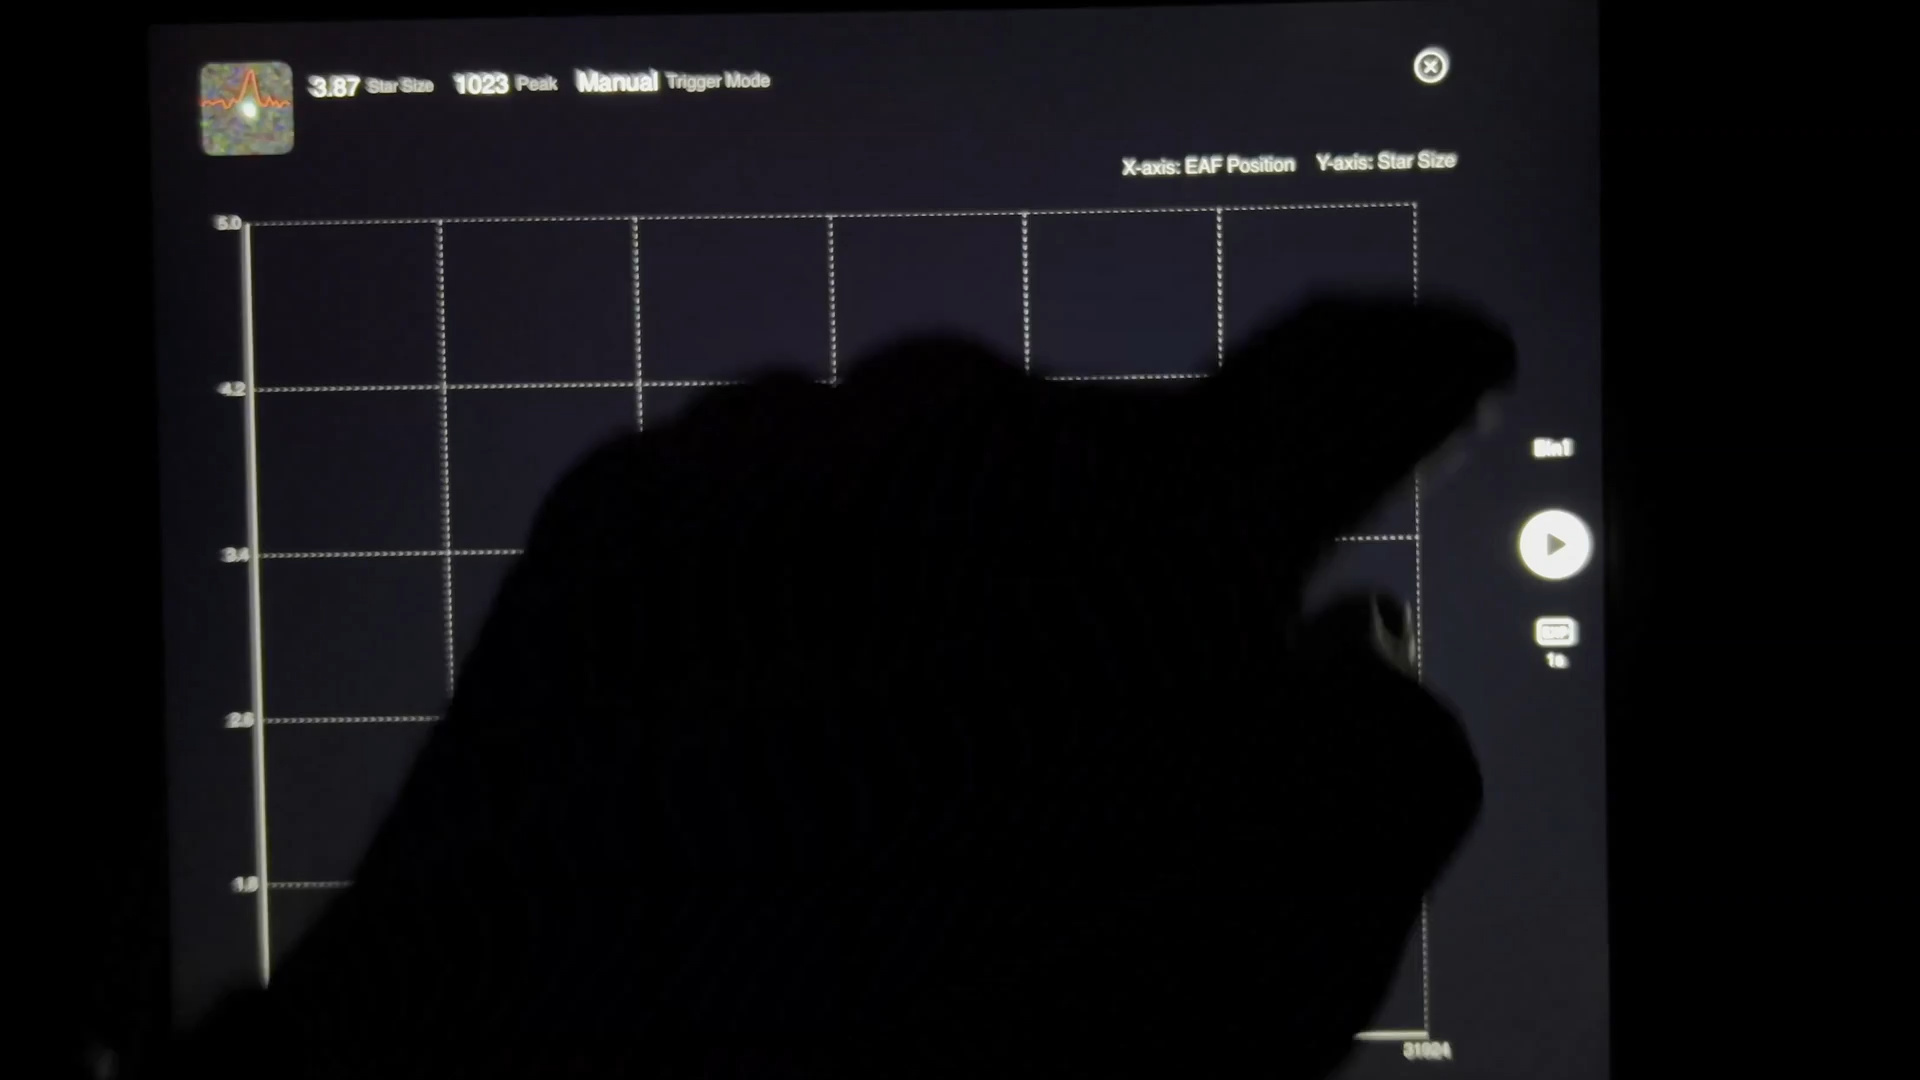 3.87 Star Size 1023 Peak Manual Trigger Mode
X-axis: EAF Position Y-axis: Star Size
5.0
4.2
3.4
Bin1
EXP
1s
2.6
1.8